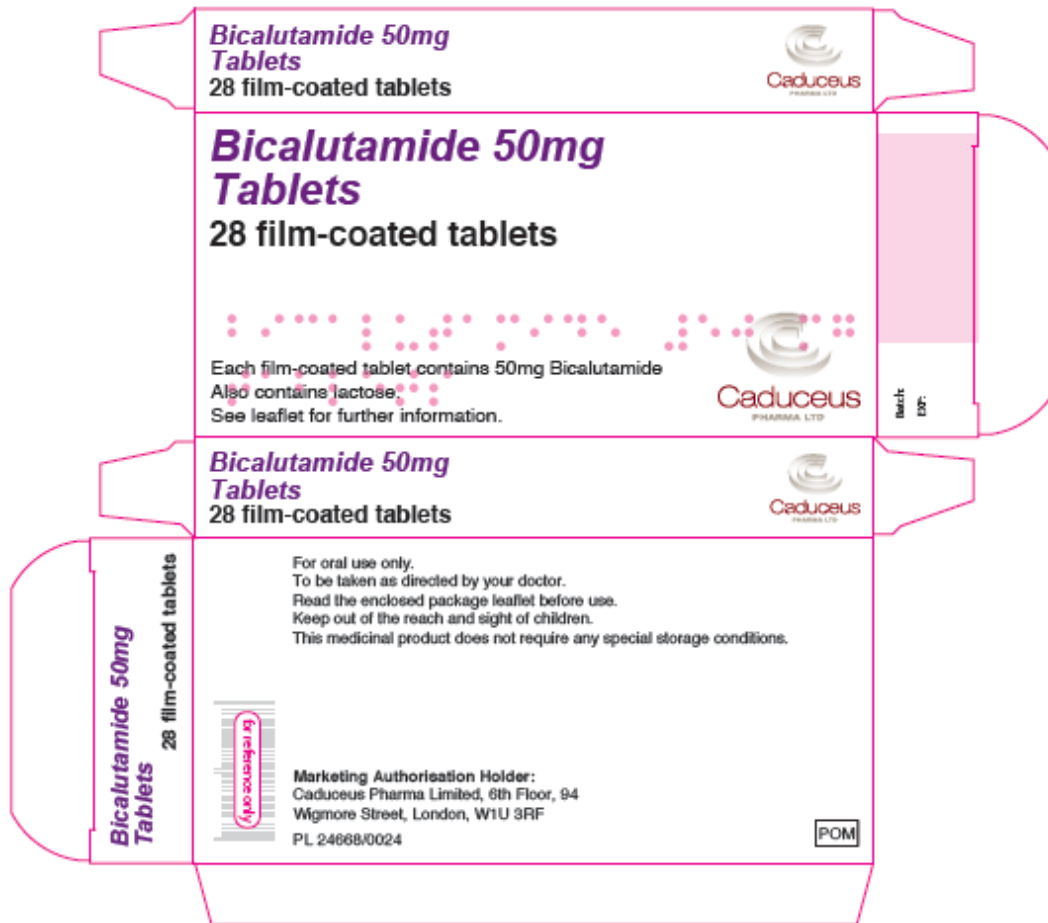 Bicalutamide 50mg
Tablets
28 film-coated tablets
Caduceus
PHARMA LTD
Bicalutamide 50mg
Tablets
28 film-coated tablets
Each film-coated tablet contains 50mg Bicalutamide
Also contains lactose.
See leaflet for further information.
Caduceus
PHARMA LTD
Batch:
EXP:
Bicalutamide 50mg
Tablets
28 film-coated tablets
Caduceus
PHARMA LTD
Bicalutamide 50mg
Tablets
28 film-coated tablets
For oral use only.
To be taken as directed by your doctor.
Read the enclosed package leaflet before use.
Keep out of the reach and sight of children.
This medicinal product does not require any special storage conditions.
for reference only
Marketing Authorisation Holder:
Caduceus Pharma Limited, 6th Floor, 94
Wigmore Street, London, W1U 3RF
PL 24668/0024
POM